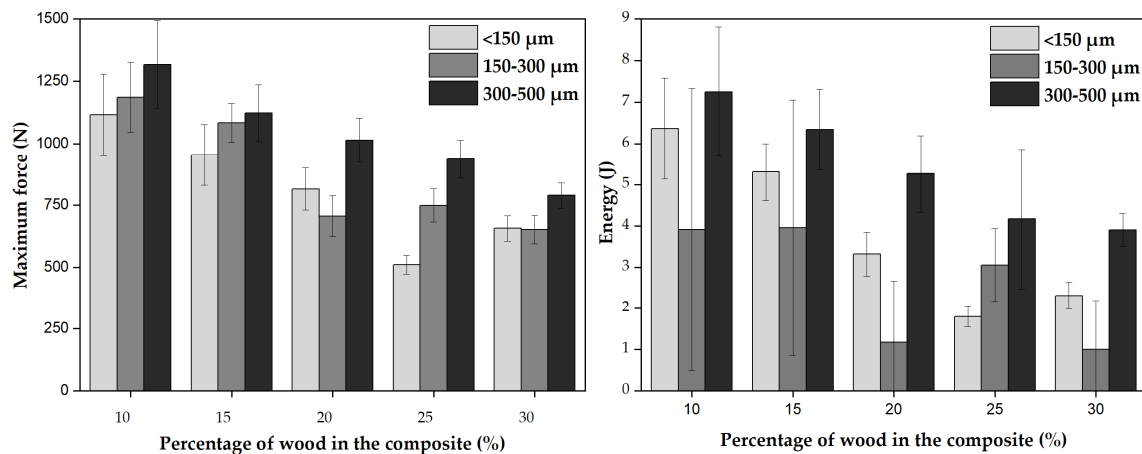 Maximum force (N)
1500
1250
1000
750
500
250
0
<150 μm
150-300 μm
300-500 μm
10 15 20 25 30
Percentage of wood in the composite (%)
Energy (J)
9
8
7
6
5
4
3
2
1
0
<150 μm
150-300 μm
300-500 μm
10 15 20 25 30
Percentage of wood in the composite (%)